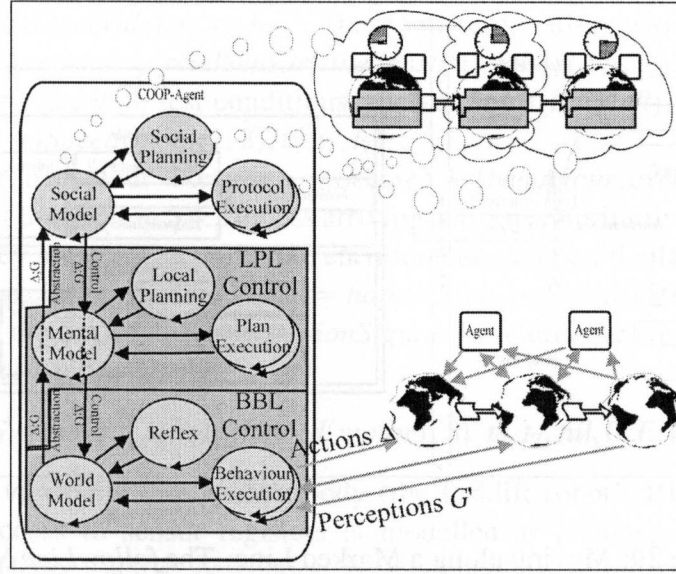 COOP-Agent
Social
Planning
Social
Model
Protocol
Execution
Δ;G
Abstraction
Control
Δ'G
LPL
Control
Local
Planning
Mental
Model
Plan
Execution
Agent
Agent
Δ;G
Abstraction
Control
Δ'G
BBL
Control
Reflex
World
Model
Behaviour
Execution
Actions Δ
Perceptions G'